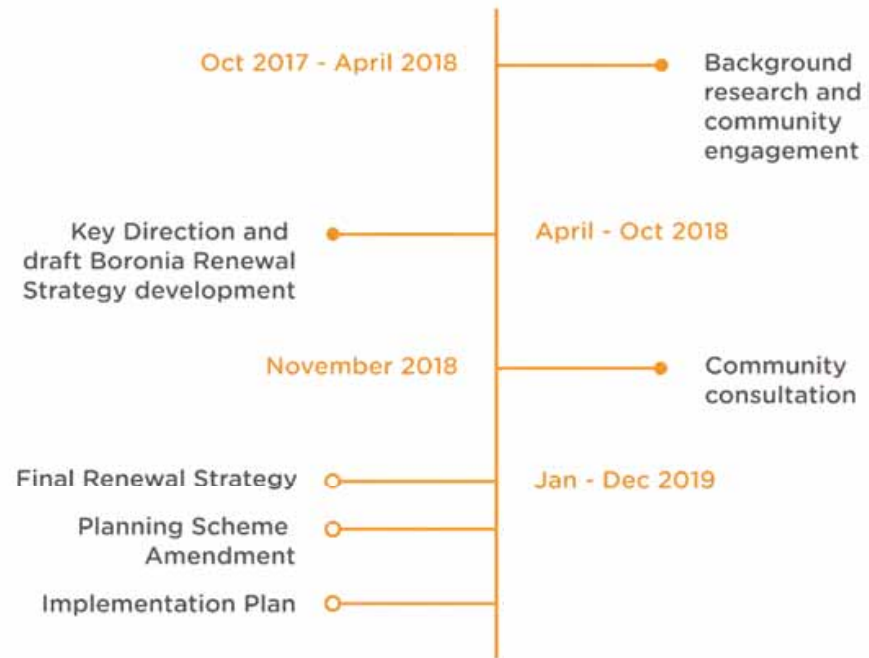 Oct 2017 - April 2018
Background
research and
community
engagement
Key Direction and
draft Boronia Renewal
Strategy development
April - Oct 2018
November 2018
Community
consultation
Final Renewal Strategy
Jan - Dec 2019
Planning Scheme
Amendment
Implementation Plan